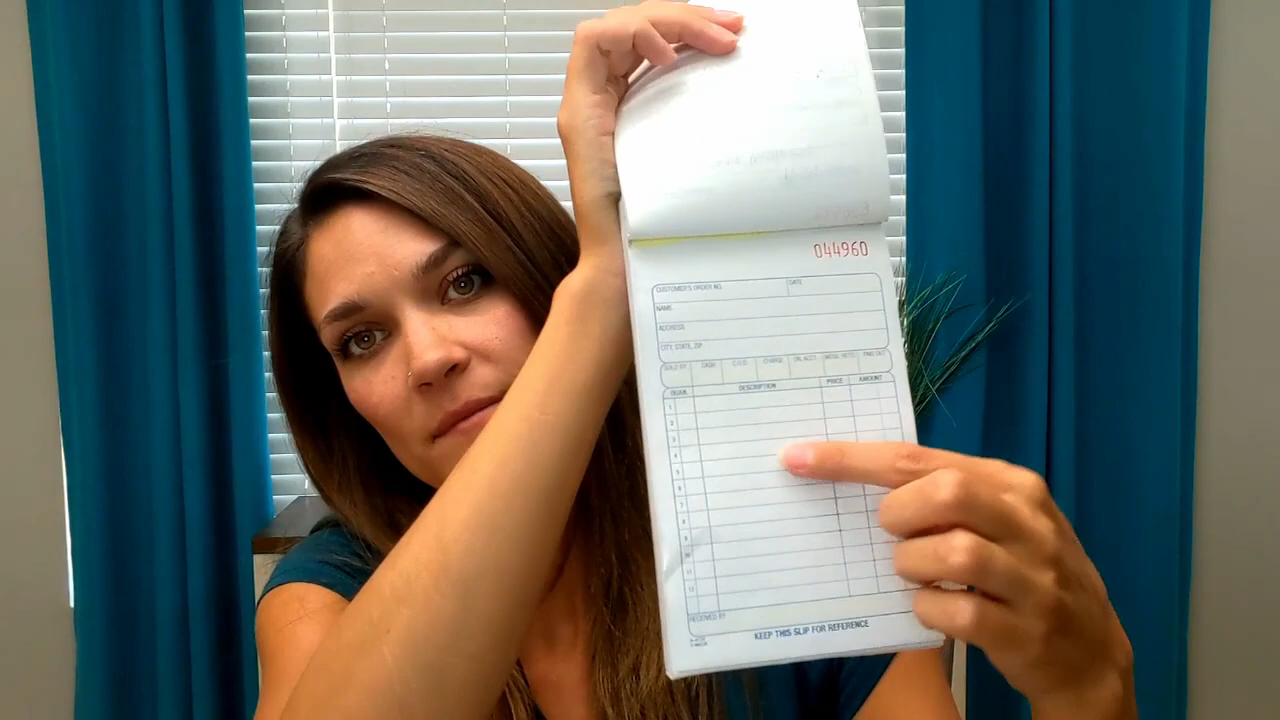 044960
CUSTOMER'S ORDER NO. DATE
NAME
ADDRESS
CITY, STATE, ZIP
SOLD BY CASH C.O.D. CHARGE ON ACCT. MDSE. RETD. PAID OUT
QUAN. DESCRIPTION PRICE AMOUNT
1
2
3
4
5
6
7
8
9
10
11
12
RECEIVED BY
KEEP THIS SLIP FOR REFERENCE